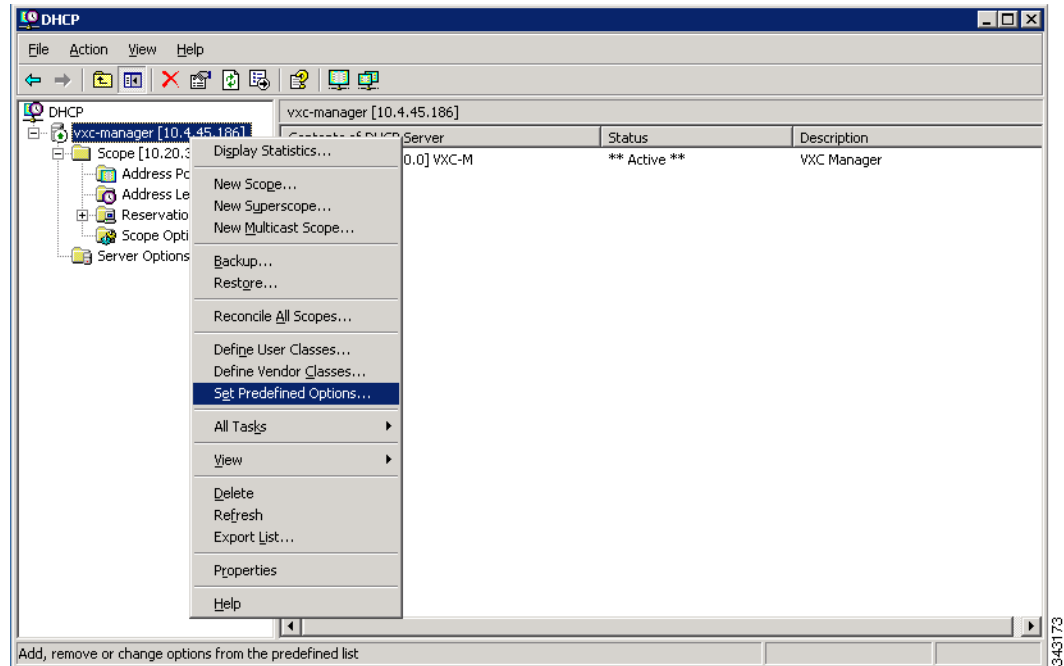 DHCP
File Action View Help
DHCP
vxc-manager [10.4.45.186]
vxc-manager [10.4.45.186]
Contents of DHCP Server Status Description
Scope [10.20.3
0.0] VXC-M ** Active ** VXC Manager
Address Po
Address Le
Reservatio
Scope Opti
Server Options
Display Statistics...
New Scope...
New Superscope...
New Multicast Scope...
Backup...
Restore...
Reconcile All Scopes...
Define User Classes...
Define Vendor Classes...
Set Predefined Options...
All Tasks
View
Delete
Refresh
Export List...
Properties
Help
Add, remove or change options from the predefined list
343173